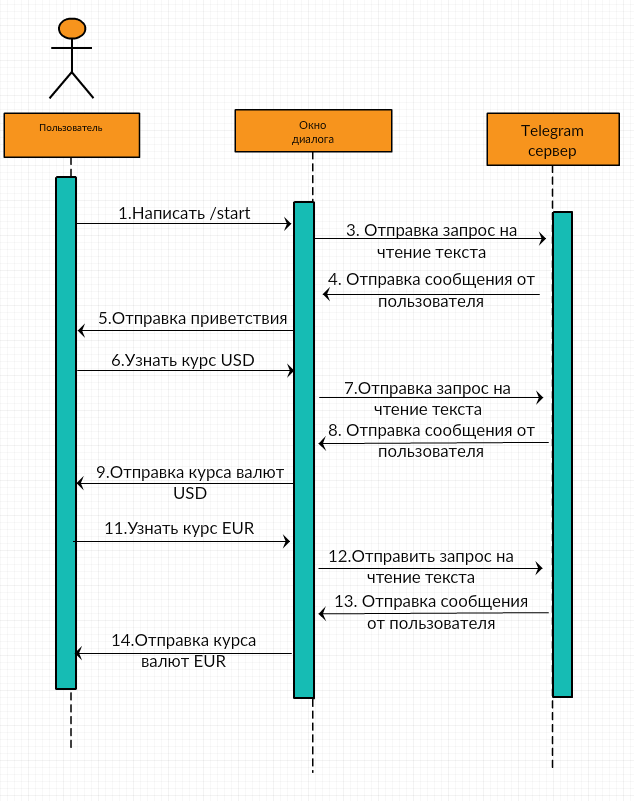 Пользователь
Окно
диалога
Telegram
сервер
1.Написать /start
3. Отправка запрос на
чтение текста
4. Отправка сообщения от
пользователя
5.Отправка приветствия
6.Узнать курс USD
7.Отправка запрос на
чтение текста
8. Отправка сообщения от
пользователя
9.Отправка курса валют
USD
11.Узнать курс EUR
12.Отправить запрос на
чтение текста
13. Отправка сообщения
от пользователя
14.Отправка курса
валют EUR